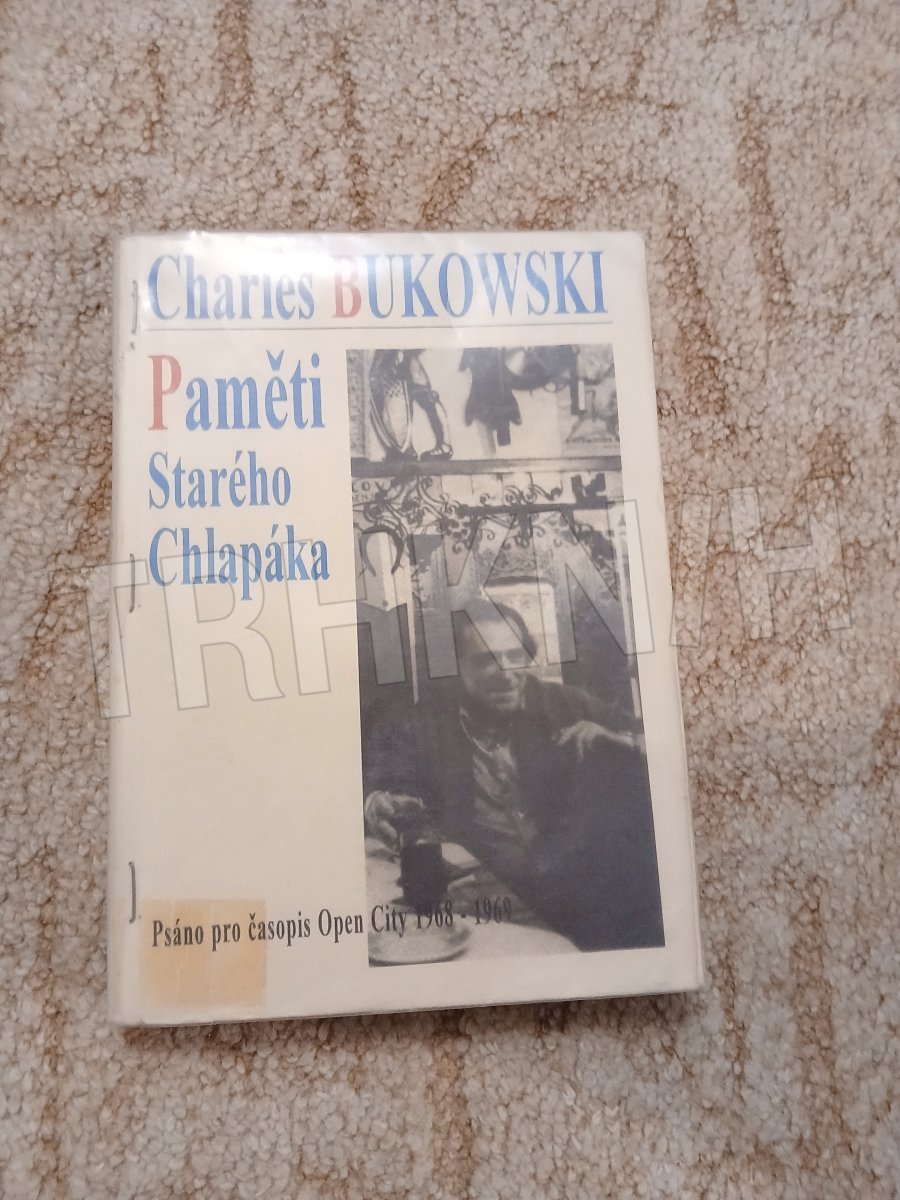 Charles BUKOWSKI
Paměti
Starého
Chlapáka
TRHKNIH
Psáno pro časopis Open City 1968 - 1969